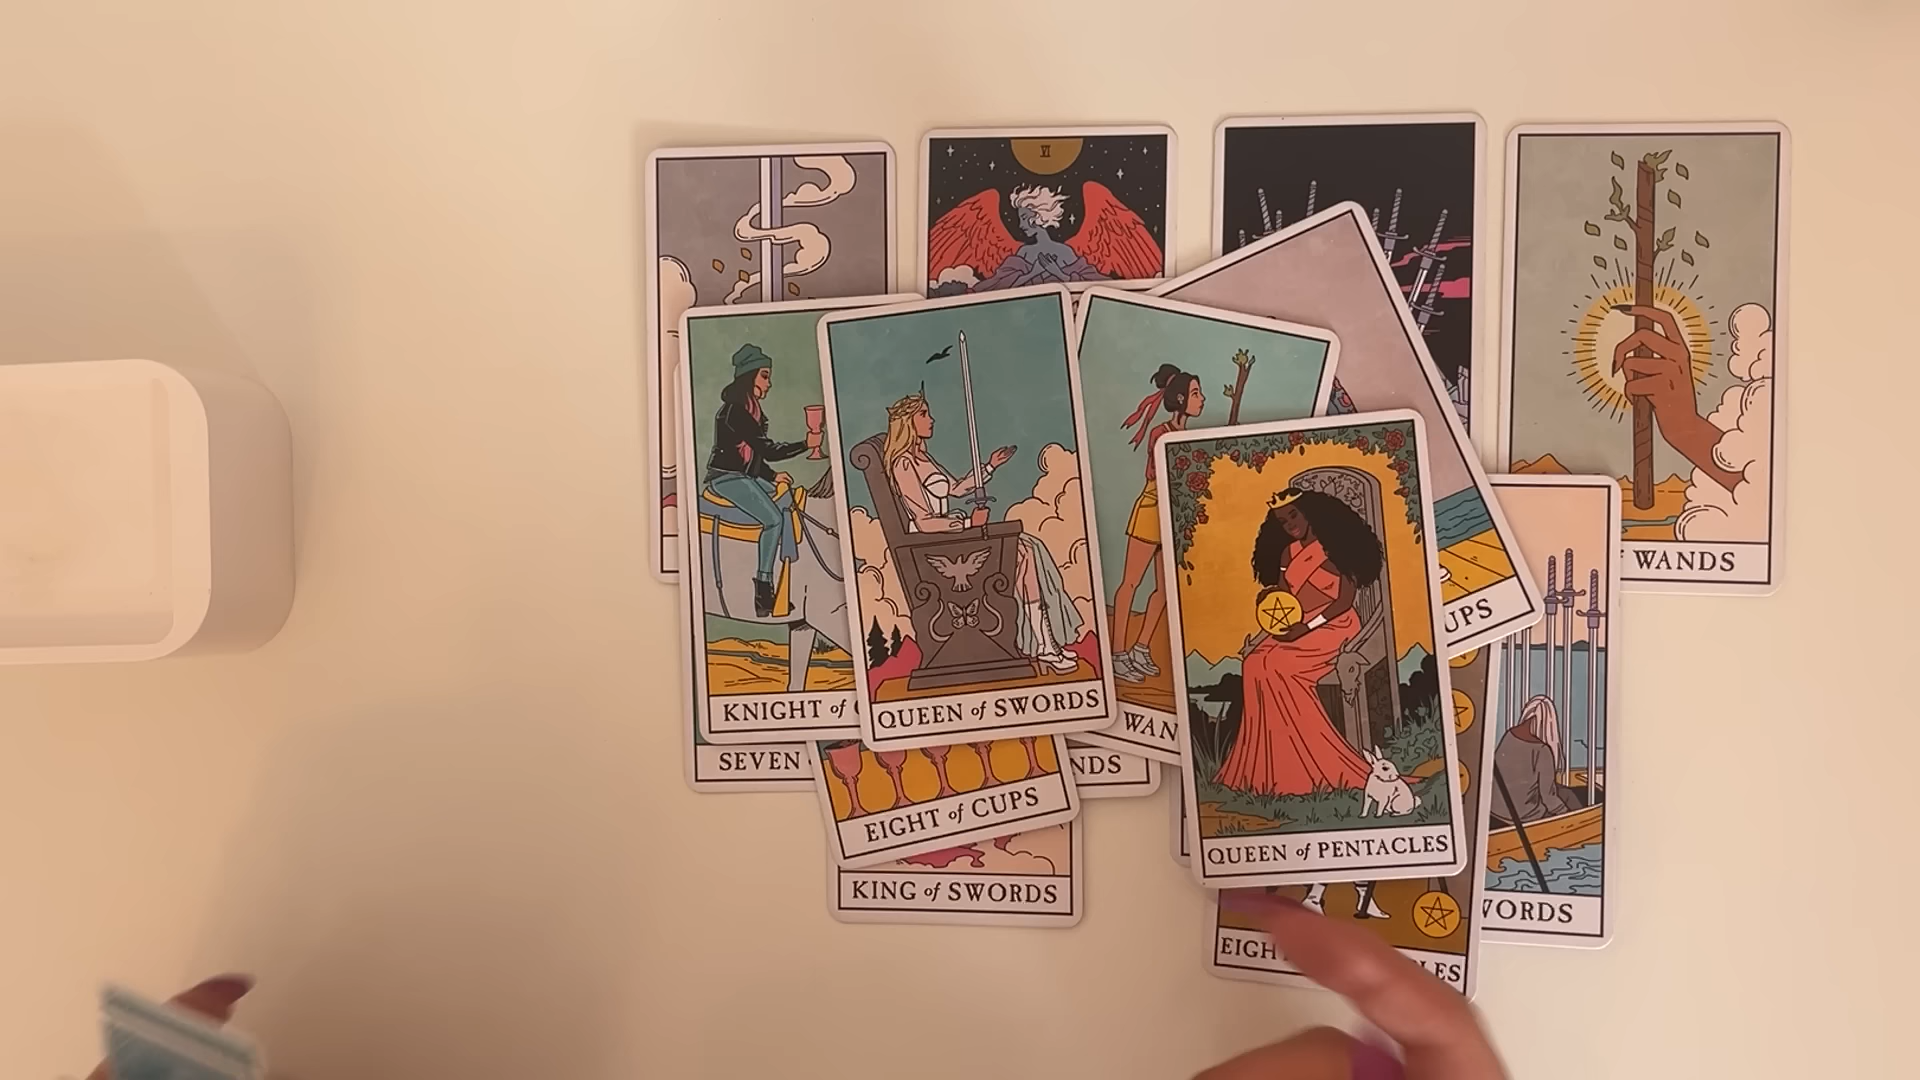 VI
WANDS
UPS
KNIGHT of
QUEEN of SWORDS
WAN
SEVEN
NDS
EIGHT of CUPS
QUEEN of PENTACLES
KING of SWORDS
WORDS
EIGH
LES